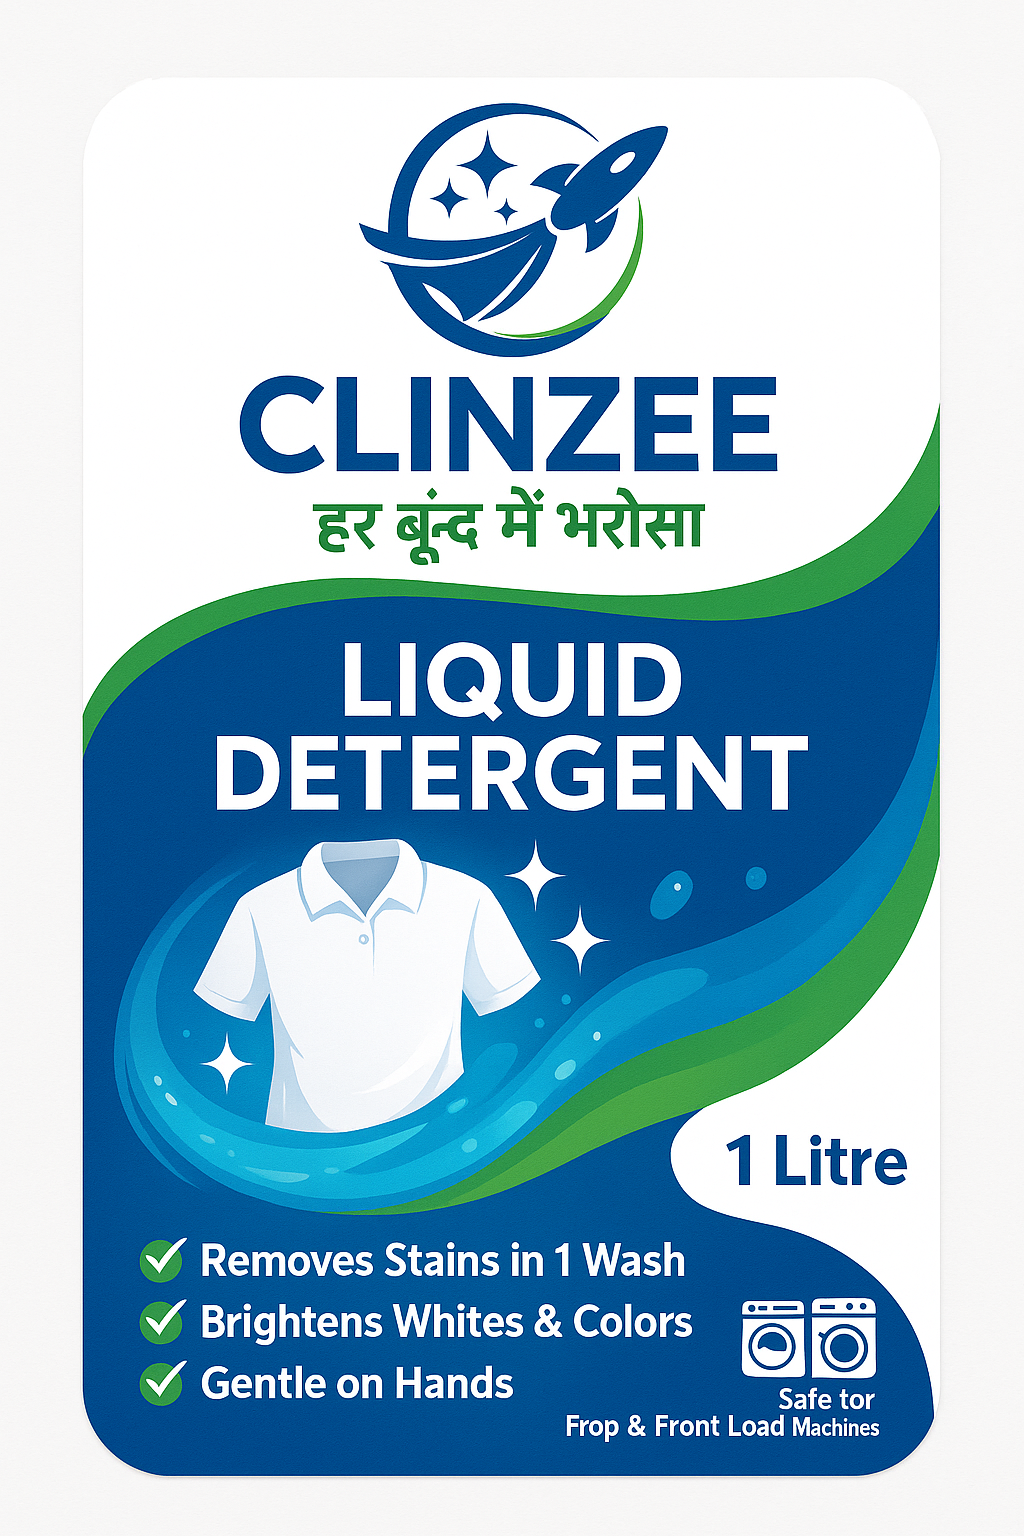 CLINZEE
हर बूंन्द में भरोसा
LIQUID
DETERGENT
1 Litre
Removes Stains in 1 Wash
Brightens Whites & Colors
Gentle on Hands
Safe tor
Frop & Front Load Machines